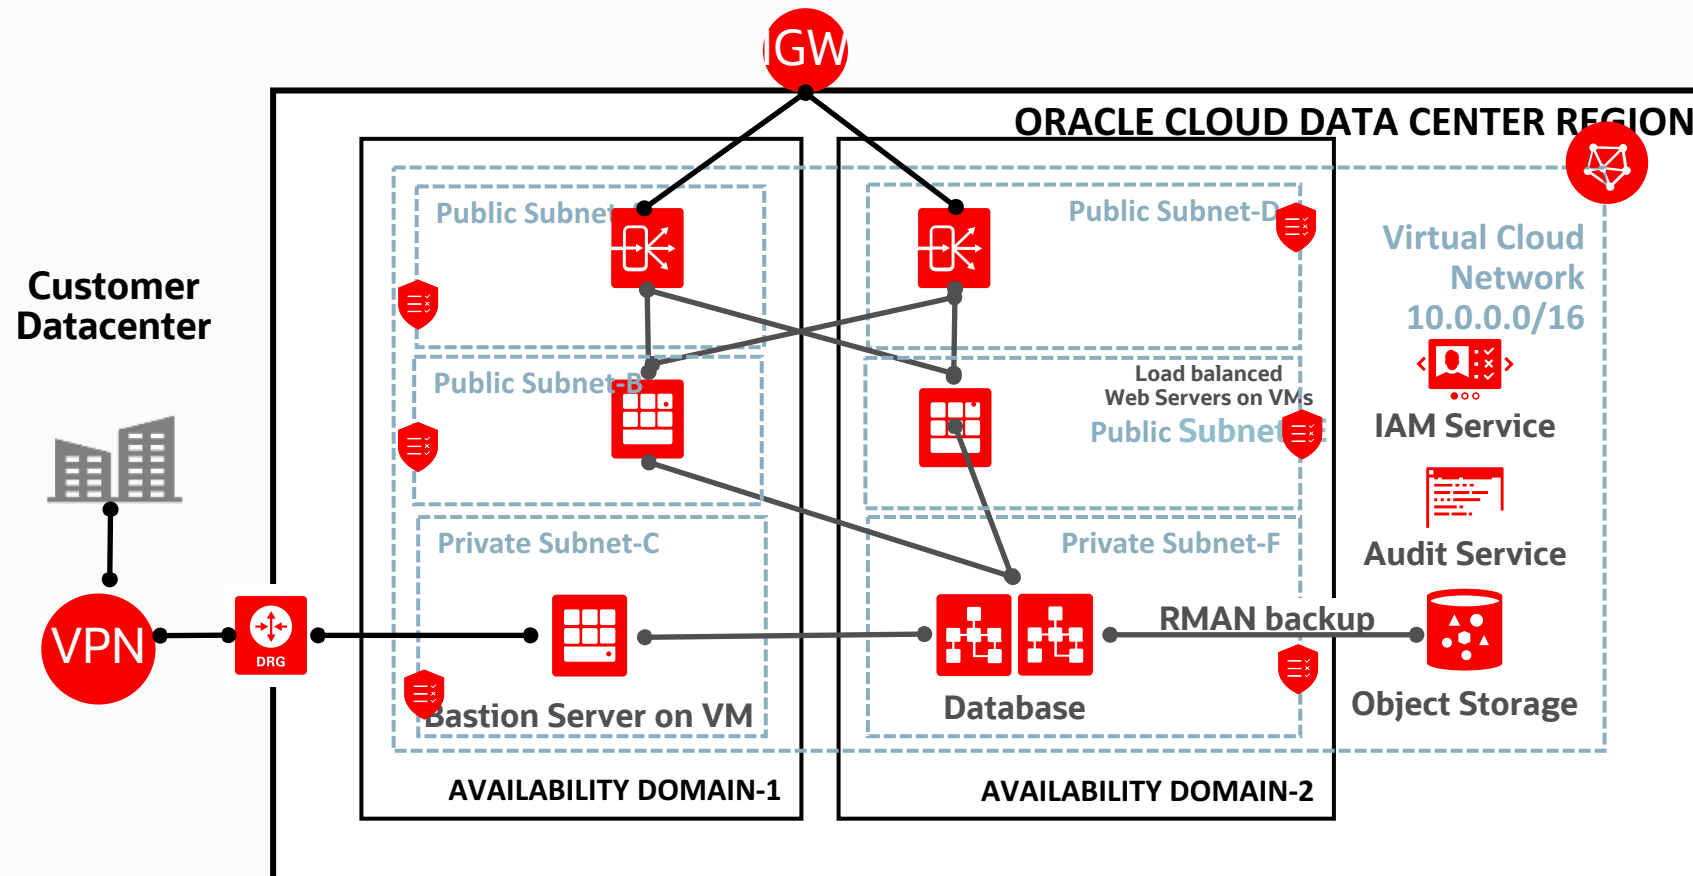 IGW
ORACLE CLOUD DATA CENTER REGION
Public Subnet-
Public Subnet-D
Virtual Cloud
Network
10.0.0.0/16
Customer
Datacenter
Public Subnet-B
Load balanced
Web Servers on VMs
Public Subnet E
IAM Service
Private Subnet-C
Private Subnet-F
Audit Service
VPN
DRG
RMAN backup
Bastion Server on VM
Database
Object Storage
AVAILABILITY DOMAIN-1
AVAILABILITY DOMAIN-2